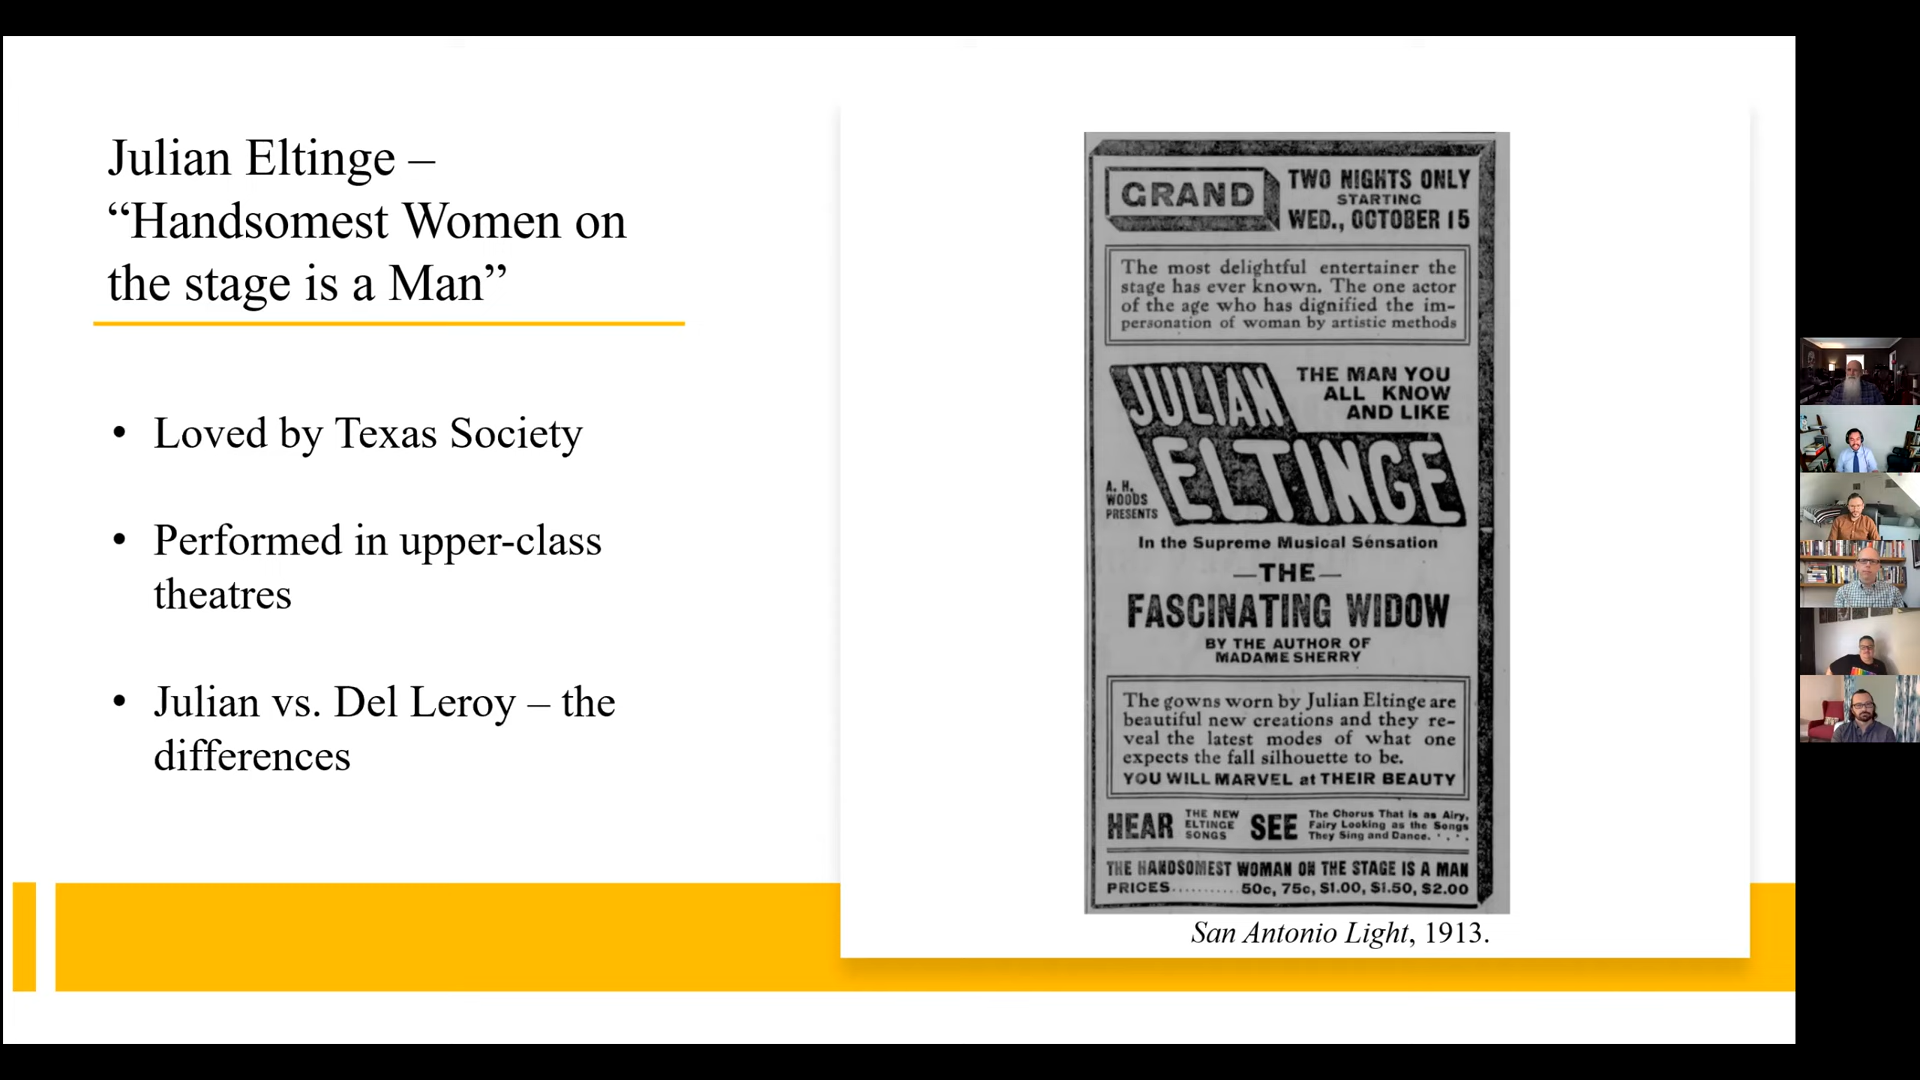 Julian Eltinge –
“Handsomest Women on
the stage is a Man”
• Loved by Texas Society
• Performed in upper-class
theatres
• Julian vs. Del Leroy – the
differences
GRAND
TWO NIGHTS ONLY
STARTING
WED., OCTOBER 15
The most delightful entertainer the
stage has ever known. The one actor
of the age who has dignified the im-
personation of woman by artistic methods
JULIAN
ELTINGE
THE MAN YOU
ALL KNOW
AND LIKE
A. H.
WOODS
PRESENTS
In the Supreme Musical Sensation
—THE—
FASCINATING WIDOW
BY THE AUTHOR OF
MADAME SHERRY
The gowns worn by Julian Eltinge are
beautiful new creations and they re-
veal the latest modes of what one
expects the fall silhouette to be.
YOU WILL MARVEL at THEIR BEAUTY
HEAR
THE NEW
ELTINGE
SONGS
SEE
The Chorus That is as Airy,
Fairy Looking as the Songs
They Sing and Dance. . . . .
THE HANDSOMEST WOMAN ON THE STAGE IS A MAN
PRICES..........50c, 75c, $1.00, $1.50, $2.00
San Antonio Light, 1913.